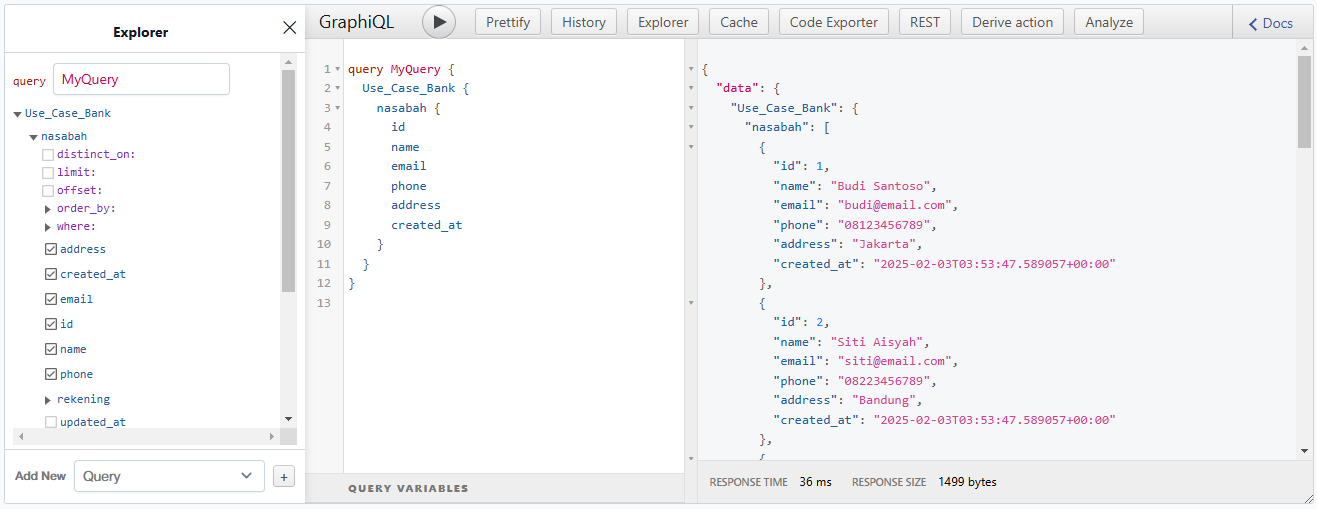 Explorer
query MyQuery
Use_Case_Bank
nasabah
distinct_on:
limit:
offset:
order_by:
where:
address
created_at
email
id
name
phone
rekening
updated_at
Add New Query +
GraphiQL Prettify History Explorer Cache Code Exporter REST Derive action Analyze Docs
1 query MyQuery {
2 Use_Case_Bank {
3 nasabah {
4 id
5 name
6 email
7 phone
8 address
9 created_at
10 }
11 }
12 }
13
QUERY VARIABLES
{
"data": {
"Use_Case_Bank": {
"nasabah": [
{
"id": 1,
"name": "Budi Santoso",
"email": "budi@email.com",
"phone": "08123456789",
"address": "Jakarta",
"created_at": "2025-02-03T03:53:47.589057+00:00"
},
{
"id": 2,
"name": "Siti Aisyah",
"email": "siti@email.com",
"phone": "08223456789",
"address": "Bandung",
"created_at": "2025-02-03T03:53:47.589057+00:00"
},
{
RESPONSE TIME 36 ms RESPONSE SIZE 1499 bytes